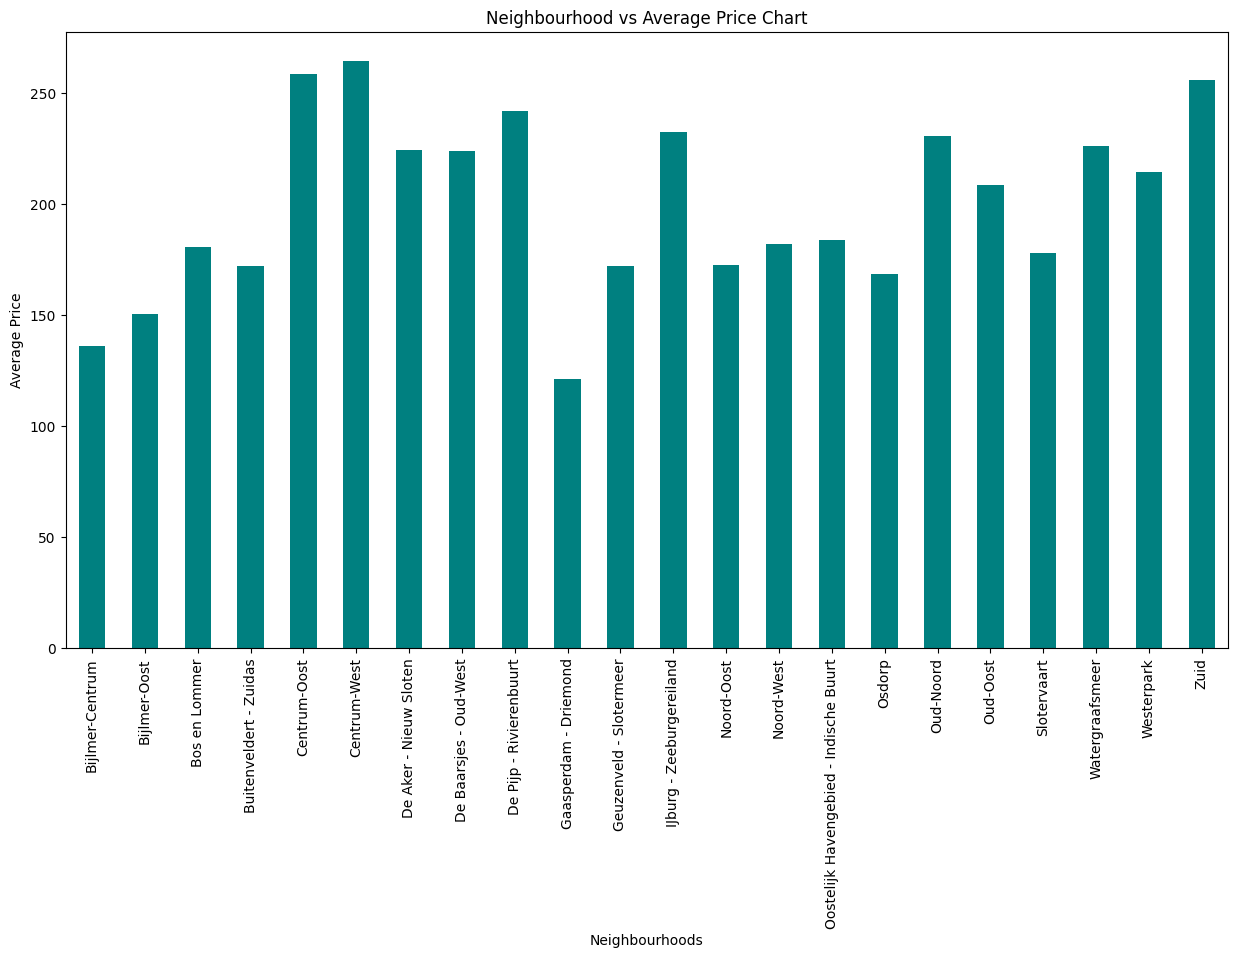 Neighbourhood vs Average Price Chart
Average Price
250
200
150
100
50
0
Bijlmer-Centrum
Bijlmer-Oost
Bos en Lommer
Buitenveldert - Zuidas
Centrum-Oost
Centrum-West
De Aker - Nieuw Sloten
De Baarsjes - Oud-West
De Pijp - Rivierenbuurt
Gaasperdam - Driemond
Geuzenveld - Slotermeer
IJburg - Zeeburgereiland
Noord-Oost
Noord-West
Oostelijk Havengebied - Indische Buurt
Osdorp
Oud-Noord
Oud-Oost
Slotervaart
Watergraafsmeer
Westerpark
Zuid
Neighbourhoods